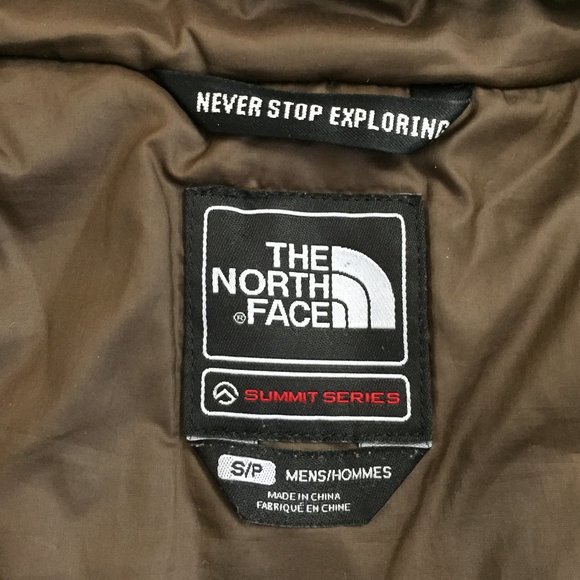 NEVER STOP EXPLORING
THE
NORTH
® FACE
SUMMIT SERIES
S/P MENS/HOMMES
MADE IN CHINA
FABRIQUÉ EN CHINE